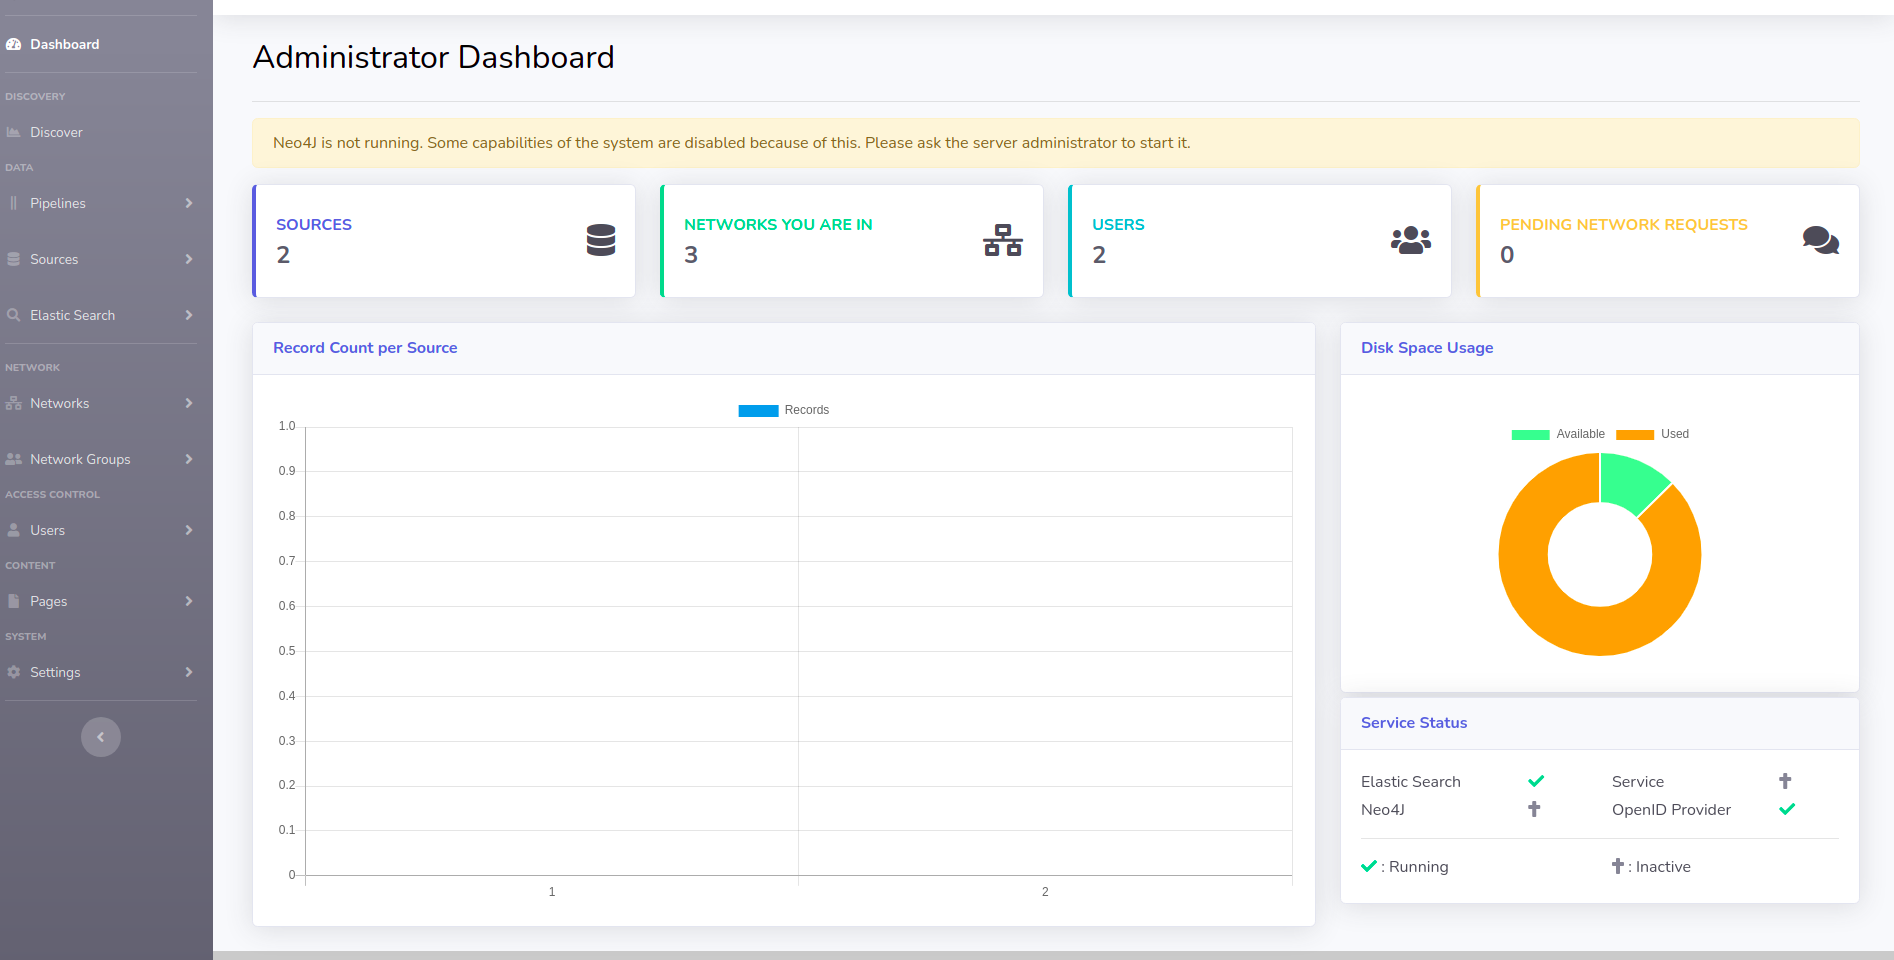 Dashboard
DISCOVERY
Discover
DATA
Pipelines
Sources
Elastic Search
NETWORK
Networks
Network Groups
ACCESS CONTROL
Users
CONTENT
Pages
SYSTEM
Settings
Administrator Dashboard
Neo4J is not running. Some capabilities of the system are disabled because of this. Please ask the server administrator to start it.
SOURCES
2
NETWORKS YOU ARE IN
3
USERS
2
PENDING NETWORK REQUESTS
0
Record Count per Source
Records
1.0
0.9
0.8
0.7
0.6
0.5
0.4
0.3
0.2
0.1
0
1 2
Disk Space Usage
Available Used
Service Status
Elastic Search Service
Neo4J OpenID Provider
: Running : Inactive